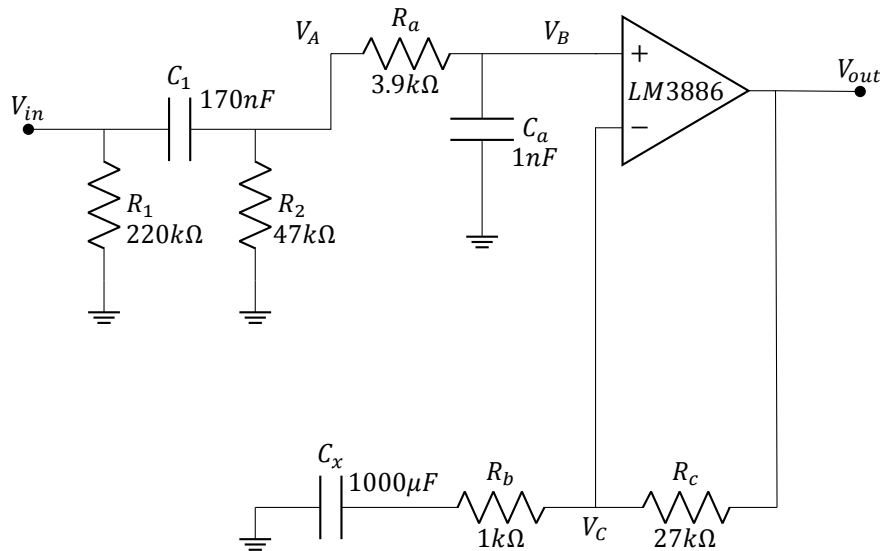 V_A
R_a
3.9kΩ
V_B
V_in
C_1
170nF
R_1
220kΩ
R_2
47kΩ
C_a
1nF
+
LM3886
−
V_out
C_x
1000μF
R_b
1kΩ
V_C
R_c
27kΩ